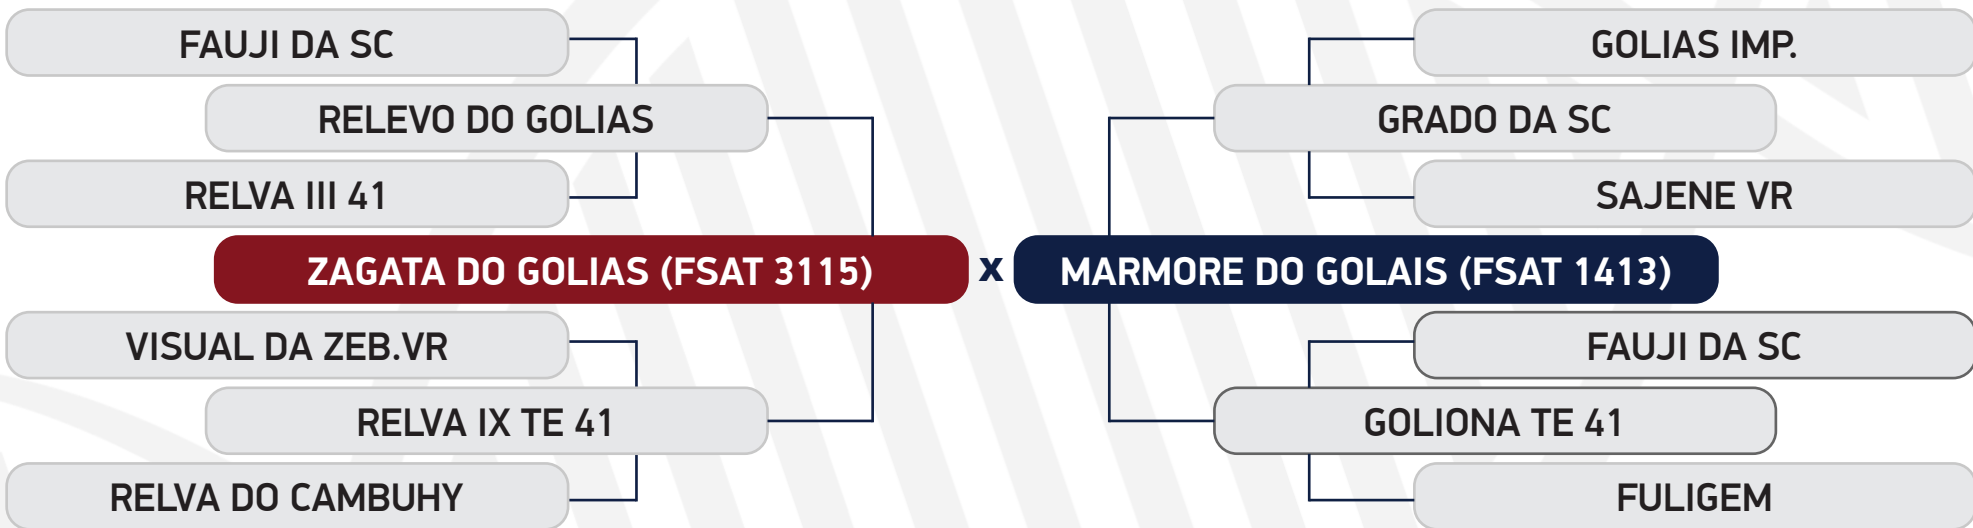 FAUJI DA SC
RELEVO DO GOLIAS
RELVA III 41
ZAGATA DO GOLIAS (FSAT 3115)
VISUAL DA ZEB.VR
RELVA IX TE 41
RELVA DO CAMBUHY
x
GOLIAS IMP.
GRADO DA SC
SAJENE VR
MARMORE DO GOLAIS (FSAT 1413)
FAUJI DA SC
GOLIONA TE 41
FULIGEM